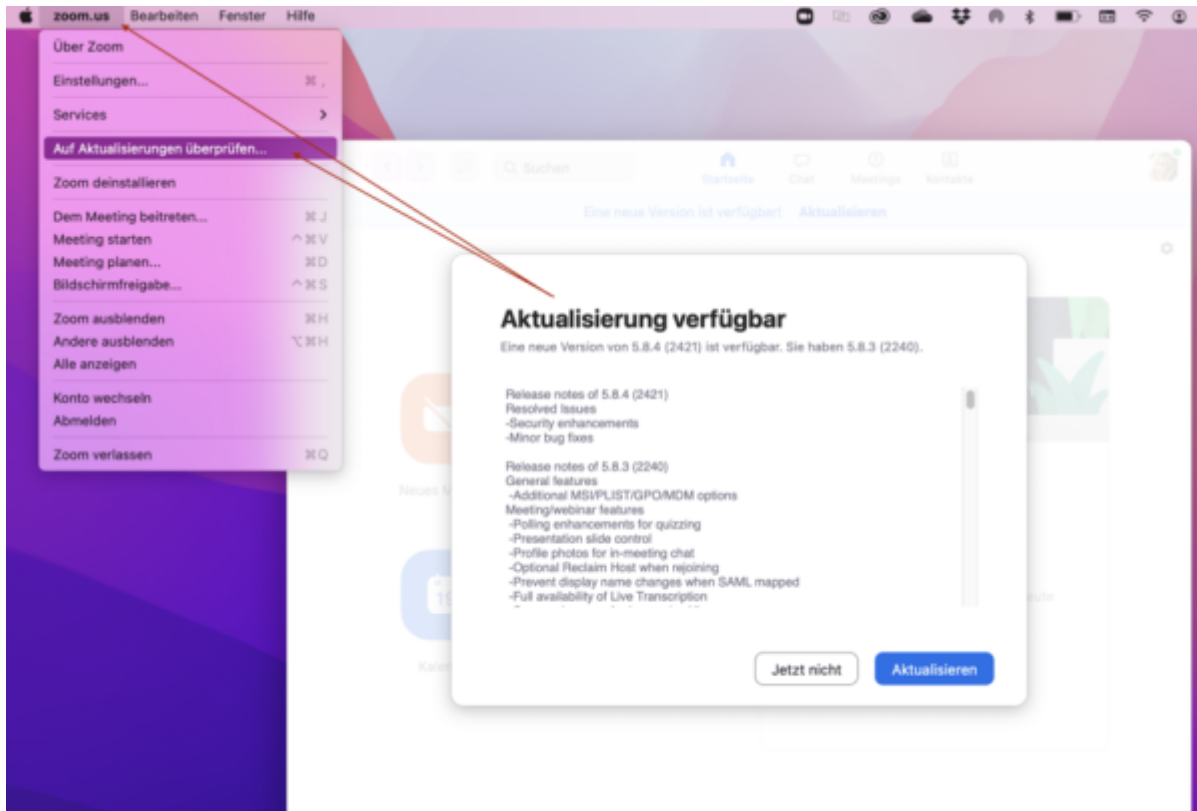 zoom.us Bearbeiten Fenster Hilfe
Über Zoom
Einstellungen... ⌘ ,
Services >
Auf Aktualisierungen überprüfen...
Zoom deinstallieren
Dem Meeting beitreten... ⌘J
Meeting starten ^⌘V
Meeting planen... ⌘D
Bildschirmfreigabe... ^⌘S
Zoom ausblenden ⌘H
Andere ausblenden ⌥⌘H
Alle anzeigen
Konto wechseln
Abmelden
Zoom verlassen ⌘Q
Suchen
Startseite Chat Meetings Kontakte
Eine neue Version ist verfügbar! Aktualisieren
Aktualisierung verfügbar
Eine neue Version von 5.8.4 (2421) ist verfügbar. Sie haben 5.8.3 (2240).
Release notes of 5.8.4 (2421)
Resolved Issues
-Security enhancements
-Minor bug fixes
Release notes of 5.8.3 (2240)
General features
-Additional MSI/PLIST/GPO/MDM options
Meeting/webinar features
-Polling enhancements for quizzing
-Presentation slide control
-Profile photos for in-meeting chat
-Optional Reclaim Host when rejoining
-Prevent display name changes when SAML mapped
-Full availability of Live Transcription
Neues M
19
Kalen
eute
Jetzt nicht Aktualisieren